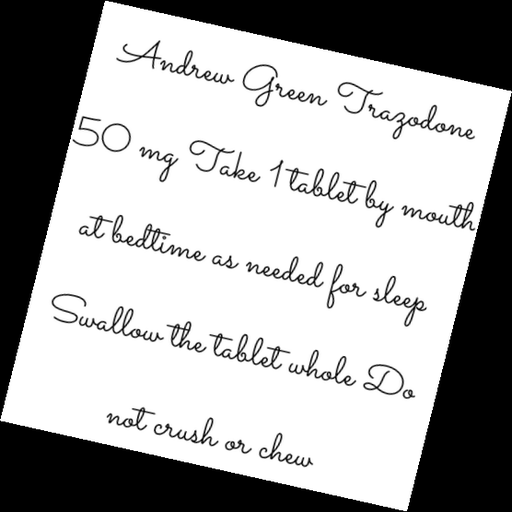 Andrew Green Trazodone
50 mg Take 1 tablet by mouth
at bedtime as needed for sleep
Swallow the tablet whole Do
not crush or chew